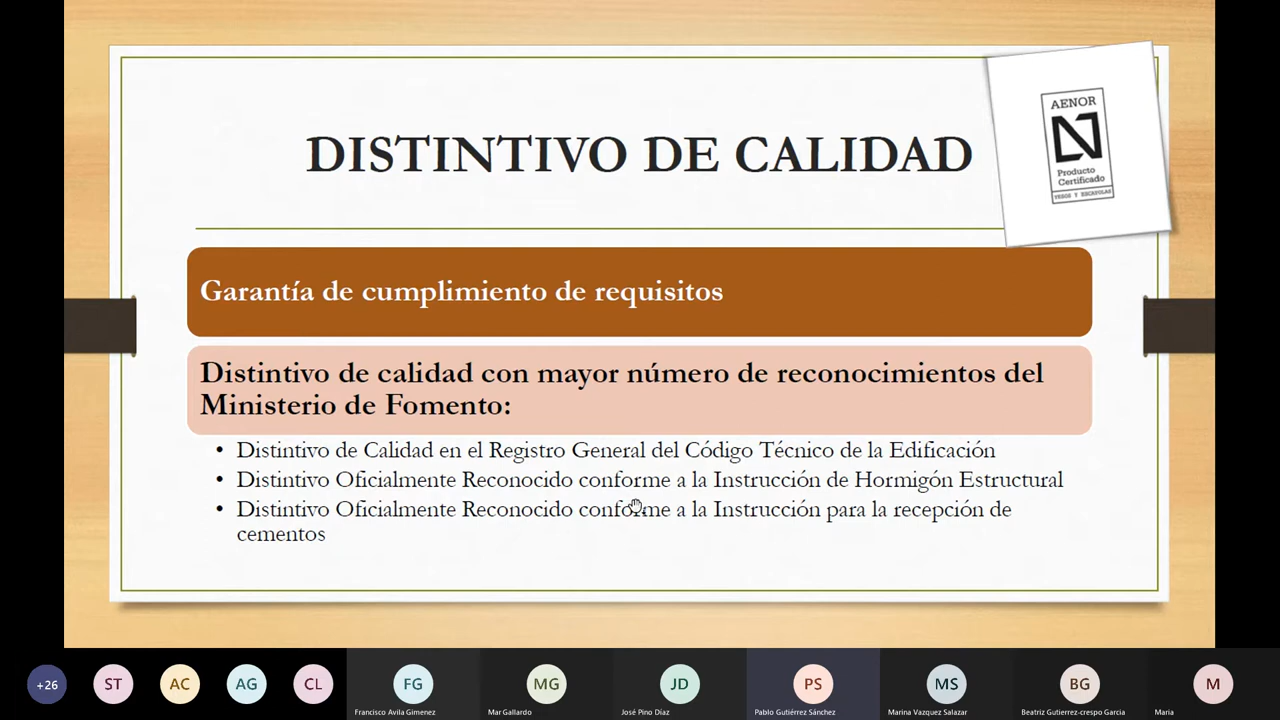 DISTINTIVO DE CALIDAD
AENOR
Producto
Certificado
YESOS Y ESCAYOLAS
Garantía de cumplimiento de requisitos
Distintivo de calidad con mayor número de reconocimientos del
Ministerio de Fomento:
• Distintivo de Calidad en el Registro General del Código Técnico de la Edificación
• Distintivo Oficialmente Reconocido conforme a la Instrucción de Hormigón Estructural
• Distintivo Oficialmente Reconocido conforme a la Instrucción para la recepción de
cementos
+26
ST
AC
AG
CL
FG
MG
JD
PS
MS
BG
M
Francisco Avila Gimenez
Mar Gallardo
José Pino Díaz
Pablo Gutiérrez Sánchez
Marina Vazquez Salazar
Beatriz Gutierrez-crespo Garcia
Maria